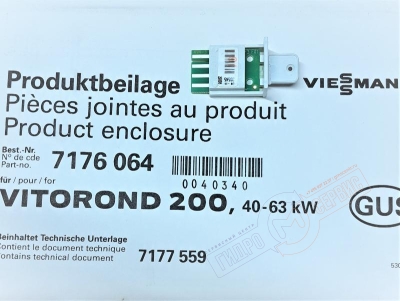 Produktbeilage
VIESSMANN
Pièces jointes au produit
Product enclosure
Best.-Nr.
N° de cde
Part-no.
7176 064
0040340
für / pour / for
VITOROND 200, 40-63 kW
GUS
Beinhaltet Technische Unterlage
Contient le document technique
Contains technical document
7177 559
530